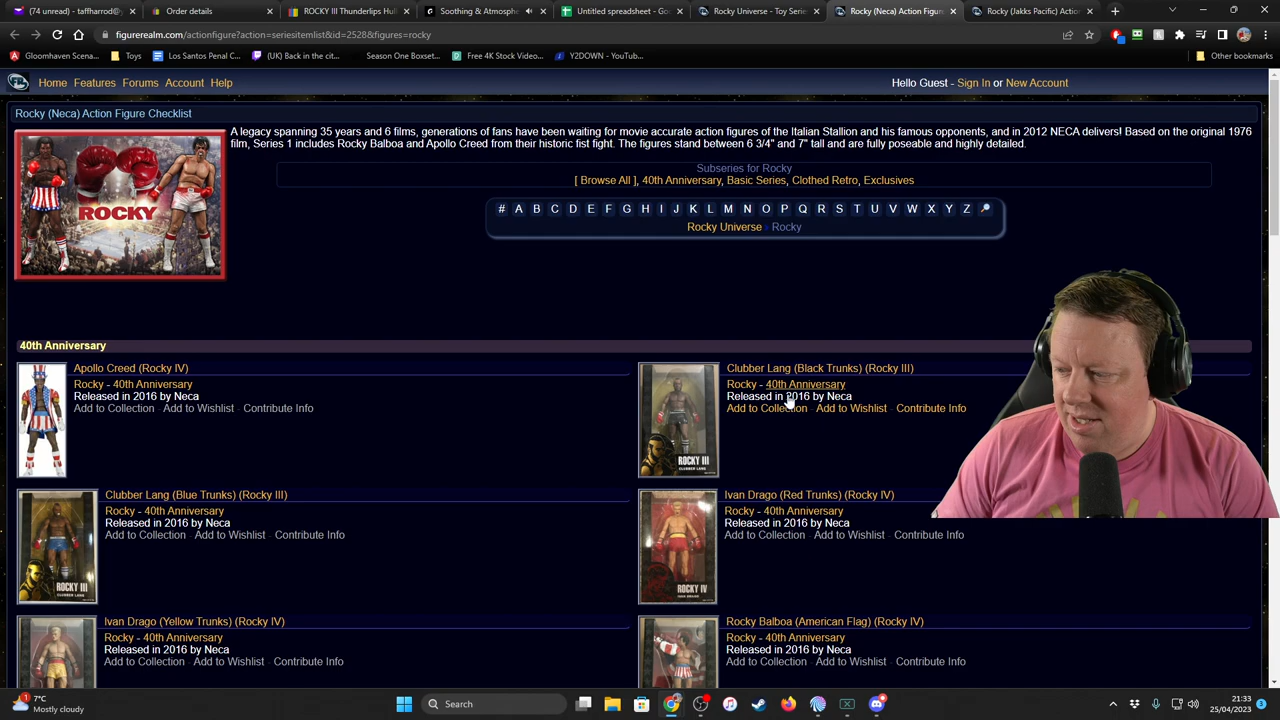 (74 unread) - taffadtoday@
Order details
ROCKY III Thunderlips Hul
Soothing & Atmosphe
Untitled spreadsheet - Go
Rocky Universe - Toy Serie
Rocky (Neca) Action Figure
Rocky (Jakks Pacific) Action
figurerealm.com/actionfigure?action=seriesitemlist&id=2528&figures=rocky
Gloomhaven Scena...
Toys
Los Santos Penal C...
(UK) Back in the cit...
Season One Boxset...
Free 4K Stock Video...
Y2DOWN - YouTub...
Other bookmarks
Home Features Forums Account Help
Hello Guest - Sign In or New Account
Rocky (Neca) Action Figure Checklist
A legacy spanning 35 years and 6 films, generations of fans have been waiting for movie accurate action figures of the Italian Stallion and his famous opponents, and in 2012 NECA delivers! Based on the original 1976
film, Series 1 includes Rocky Balboa and Apollo Creed from their historic fist fight. The figures stand between 6 3/4" and 7" tall and are fully poseable and highly detailed.
ROCKY
Subseries for Rocky
[ Browse All ], 40th Anniversary, Basic Series, Clothed Retro, Exclusives
# A B C D E F G H I J K L M N O P Q R S T U V W X Y Z
Rocky Universe > Rocky
40th Anniversary
Apollo Creed (Rocky IV)
Rocky - 40th Anniversary
Released in 2016 by Neca
Add to Collection - Add to Wishlist - Contribute Info
Clubber Lang (Black Trunks) (Rocky III)
Rocky - 40th Anniversary
Released in 2016 by Neca
Add to Collection - Add to Wishlist - Contribute Info
ROCKY III
CLUBBER LANG
Clubber Lang (Blue Trunks) (Rocky III)
Rocky - 40th Anniversary
Released in 2016 by Neca
Add to Collection - Add to Wishlist - Contribute Info
ROCKY III
CLUBBER LANG
Ivan Drago (Red Trunks) (Rocky IV)
Rocky - 40th Anniversary
Released in 2016 by Neca
Add to Collection - Add to Wishlist - Contribute Info
ROCKY IV
IVAN DRAGO
Ivan Drago (Yellow Trunks) (Rocky IV)
Rocky - 40th Anniversary
Released in 2016 by Neca
Add to Collection - Add to Wishlist - Contribute Info
Rocky Balboa (American Flag) (Rocky IV)
Rocky - 40th Anniversary
Released in 2016 by Neca
Add to Collection - Add to Wishlist - Contribute Info
1
7°C
Mostly cloudy
Search
21:33
25/04/2023
3